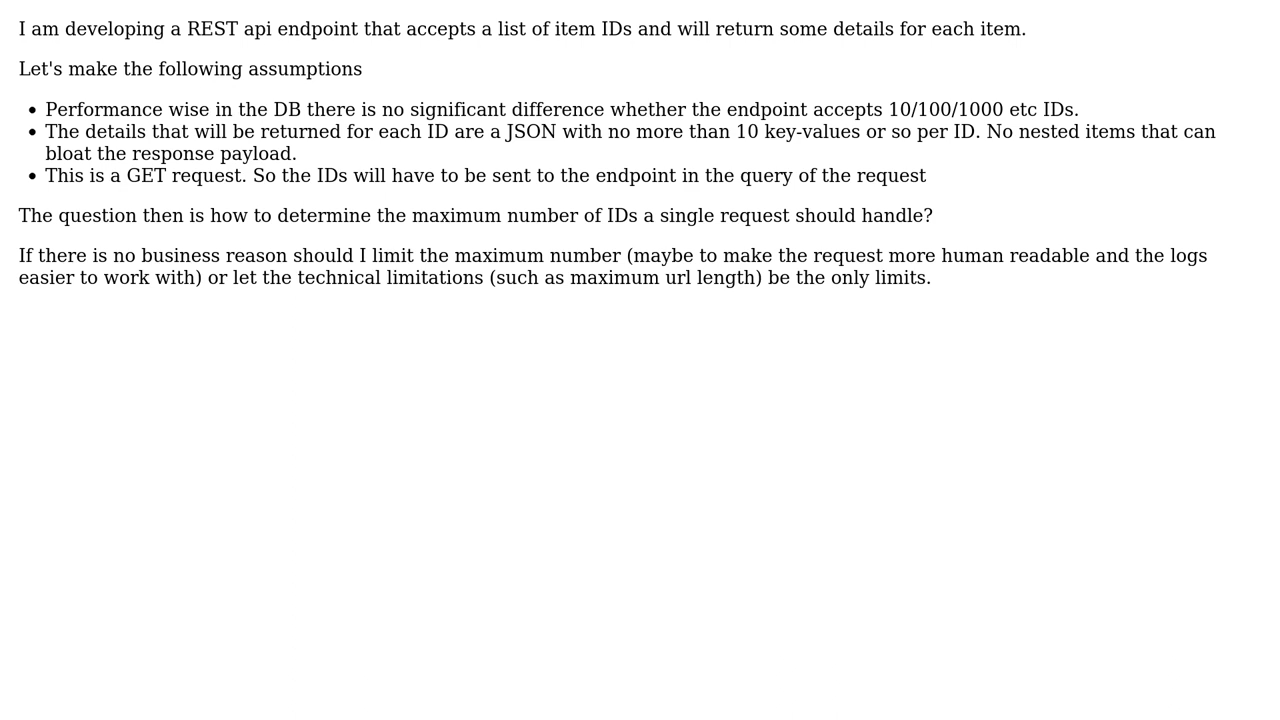 I am developing a REST api endpoint that accepts a list of item IDs and will return some details for each item.
Let's make the following assumptions
• Performance wise in the DB there is no significant difference whether the endpoint accepts 10/100/1000 etc IDs.
• The details that will be returned for each ID are a JSON with no more than 10 key-values or so per ID. No nested items that can
bloat the response payload.
• This is a GET request. So the IDs will have to be sent to the endpoint in the query of the request
The question then is how to determine the maximum number of IDs a single request should handle?
If there is no business reason should I limit the maximum number (maybe to make the request more human readable and the logs
easier to work with) or let the technical limitations (such as maximum url length) be the only limits.